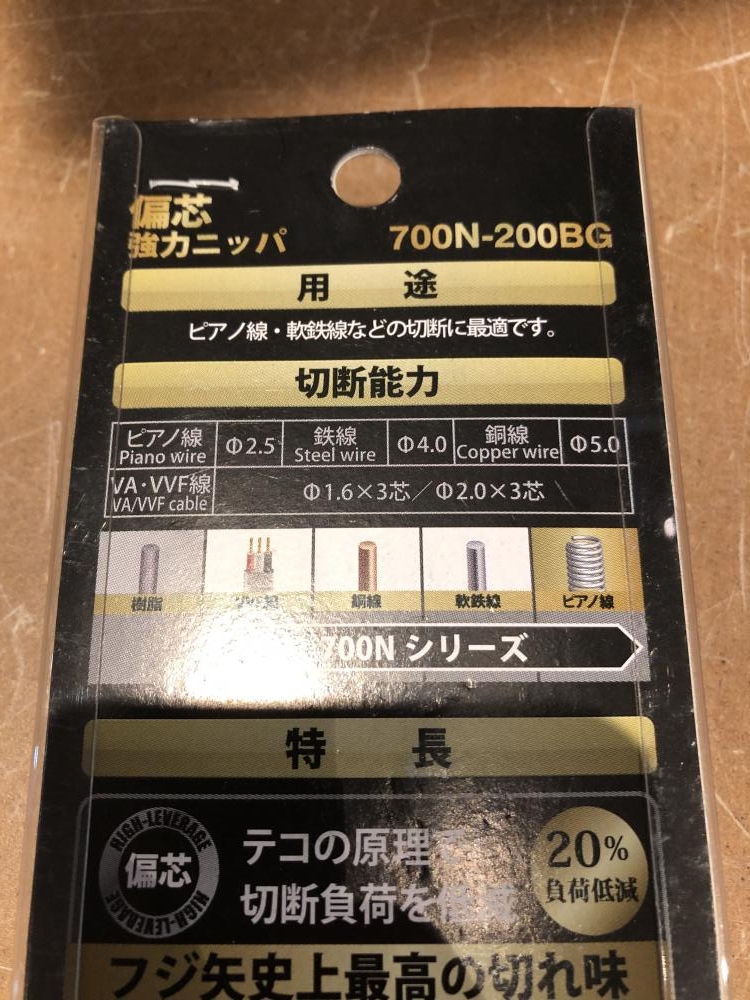 偏芯
強力ニッパ 700N-200BG
用 途
ピアノ線・軟鉄線などの切断に最適です。
切断能力
ピアノ線 Φ2.5 鉄線 Φ4.0 銅線 Φ5.0
Piano wire Steel wire Copper wire
VA・VVF線 Φ1.6×3芯／Φ2.0×3芯
VA/VVF cable
樹脂 銅線 軟鉄線 ピアノ線
700N シリーズ
特 長
HIGH-LEVERAGE
偏芯
HIGH-LEVERAGE
テコの原理で
切断負荷を低減
20%
負荷低減
フジ矢史上最高の切れ味